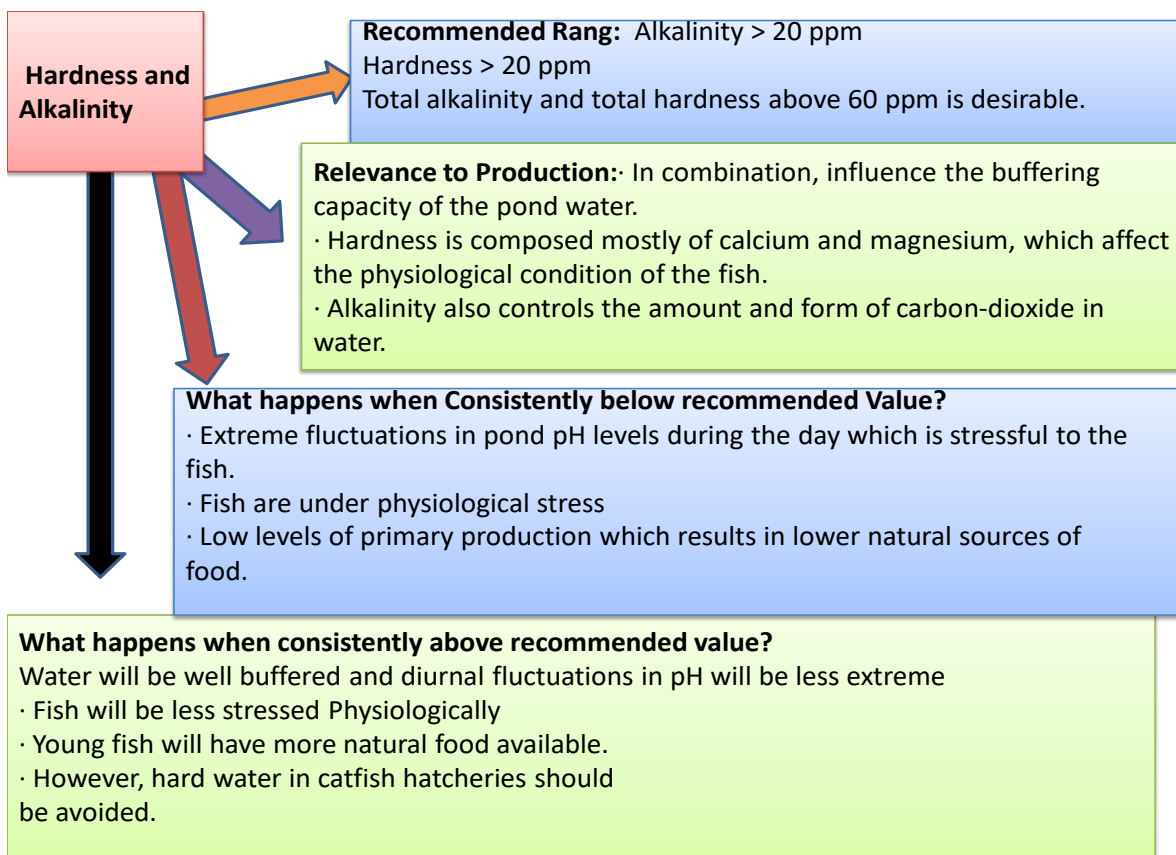 Hardness and
Alkalinity
Recommended Rang: Alkalinity > 20 ppm
Hardness > 20 ppm
Total alkalinity and total hardness above 60 ppm is desirable.
Relevance to Production:· In combination, influence the buffering
capacity of the pond water.
· Hardness is composed mostly of calcium and magnesium, which affect
the physiological condition of the fish.
· Alkalinity also controls the amount and form of carbon-dioxide in
water.
What happens when Consistently below recommended Value?
· Extreme fluctuations in pond pH levels during the day which is stressful to the
fish.
· Fish are under physiological stress
· Low levels of primary production which results in lower natural sources of
food.
What happens when consistently above recommended value?
Water will be well buffered and diurnal fluctuations in pH will be less extreme
· Fish will be less stressed Physiologically
· Young fish will have more natural food available.
· However, hard water in catfish hatcheries should
be avoided.